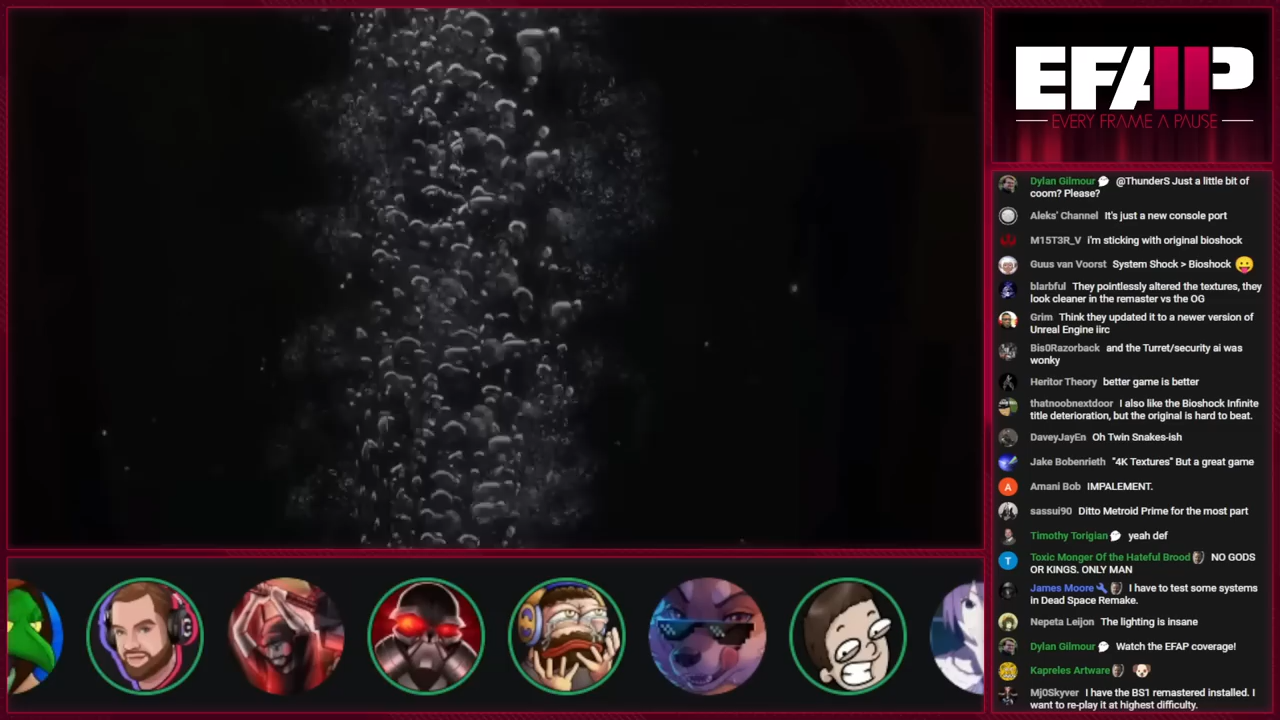 EFAP
EVERY FRAME A PAUSE
Dylan Gilmour @ThunderS Just a little bit of
coom? Please?
Aleks' Channel It's just a new console port
M15T3R_V i'm sticking with original bioshock
Guus van Voorst System Shock > Bioshock 😛
blarbful They pointlessly altered the textures, they
look cleaner in the remaster vs the OG
Grim Think they updated it to a newer version of
Unreal Engine iirc
Bis0Razorback and the Turret/security ai was
wonky
Heritor Theory better game is better
thatnoobnextdoor I also like the Bioshock Infinite
title deterioration, but the original is hard to beat.
DaveyJayEn Oh Twin Snakes-ish
Jake Bobenrieth "4K Textures" But a great game
A
Amani Bob IMPALEMENT.
sassui90 Ditto Metroid Prime for the most part
Timothy Torigian yeah def
T
Toxic Monger Of the Hateful Brood NO GODS
OR KINGS. ONLY MAN
James Moore I have to test some systems
in Dead Space Remake.
Nepeta Leijon The lighting is insane
Dylan Gilmour Watch the EFAP coverage!
Kapreles Artware 🐶
Mj0Skyver I have the BS1 remastered installed. I
want to re-play it at highest difficulty.